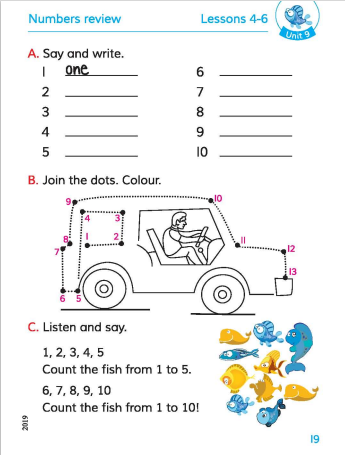 Numbers review
Lessons 4-6
Unit 9
A. Say and write.
1 one
6
2
7
3
8
4
9
5
10
B. Join the dots. Colour.
9
10
4
3
8
1
2
11
7
12
13
6
5
C. Listen and say.
1, 2, 3, 4, 5
Count the fish from 1 to 5.
6, 7, 8, 9, 10
Count the fish from 1 to 10!
2019
19